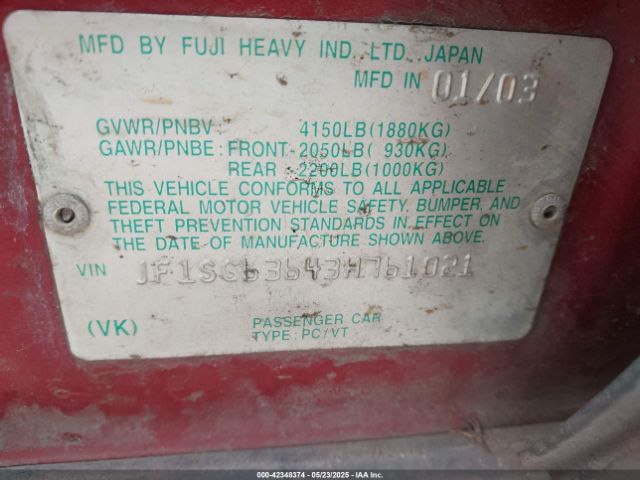 MFD BY FUJI HEAVY IND. LTD. JAPAN
MFD IN 01/03
GVWR/PNBV: 4150LB(1880KG)
GAWR/PNBE: FRONT-2050LB( 930KG)
REAR -2200LB(1000KG)
THIS VEHICLE CONFORMS TO ALL APPLICABLE
FEDERAL MOTOR VEHICLE SAFETY, BUMPER, AND
THEFT PREVENTION STANDARDS IN EFFECT ON
THE DATE OF MANUFACTURE SHOWN ABOVE.
VIN JF1SG63643H761021
(VK) PASSENGER CAR
TYPE: PC/VT
000-42348374 - 05/23/2025 - IAA, Inc.